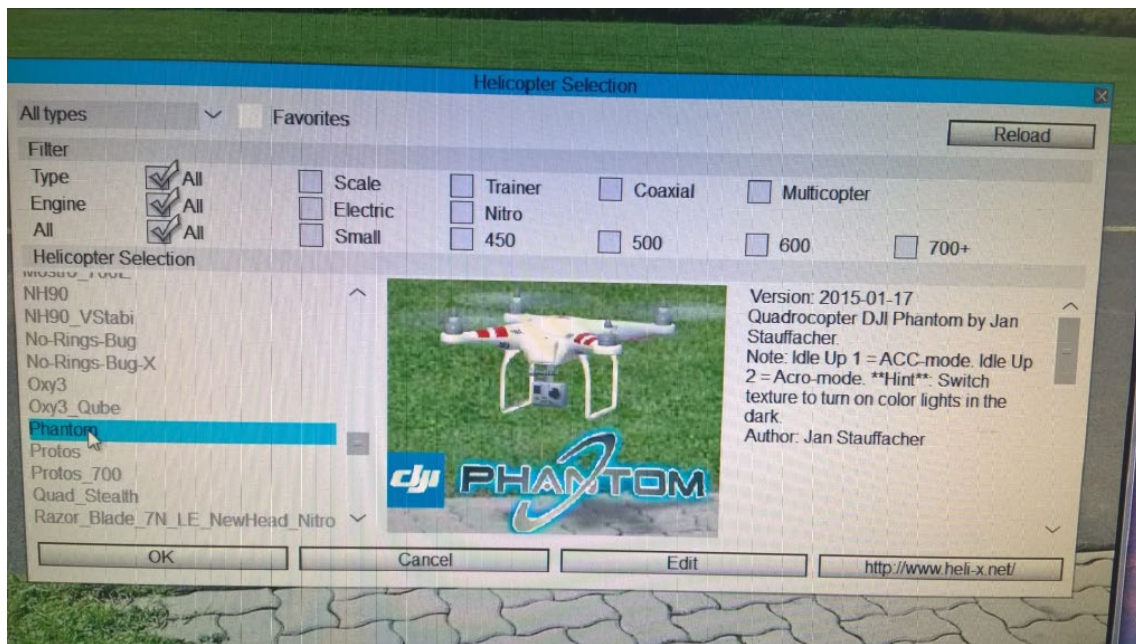 Helicopter Selection
All types Favorites Reload
Filter
Type All Scale Trainer Coaxial Multicopter
Engine All Electric Nitro
All All Small 450 500 600 700+
Helicopter Selection
NH90
NH90_VStabi
No-Rings-Bug
No-Rings-Bug-X
Oxy3
Oxy3_Qube
Phantom
Protos
Protos_700
Quad_Stealth
Razor_Blade_7N_LE_NewHead_Nitro
dji PHANTOM
Version: 2015-01-17
Quadrocopter DJI Phantom by Jan
Stauffacher.
Note: Idle Up 1 = ACC-mode. Idle Up
2 = Acro-mode. **Hint**: Switch
texture to turn on color lights in the
dark.
Author: Jan Stauffacher
OK Cancel Edit http://www.heli-x.net/